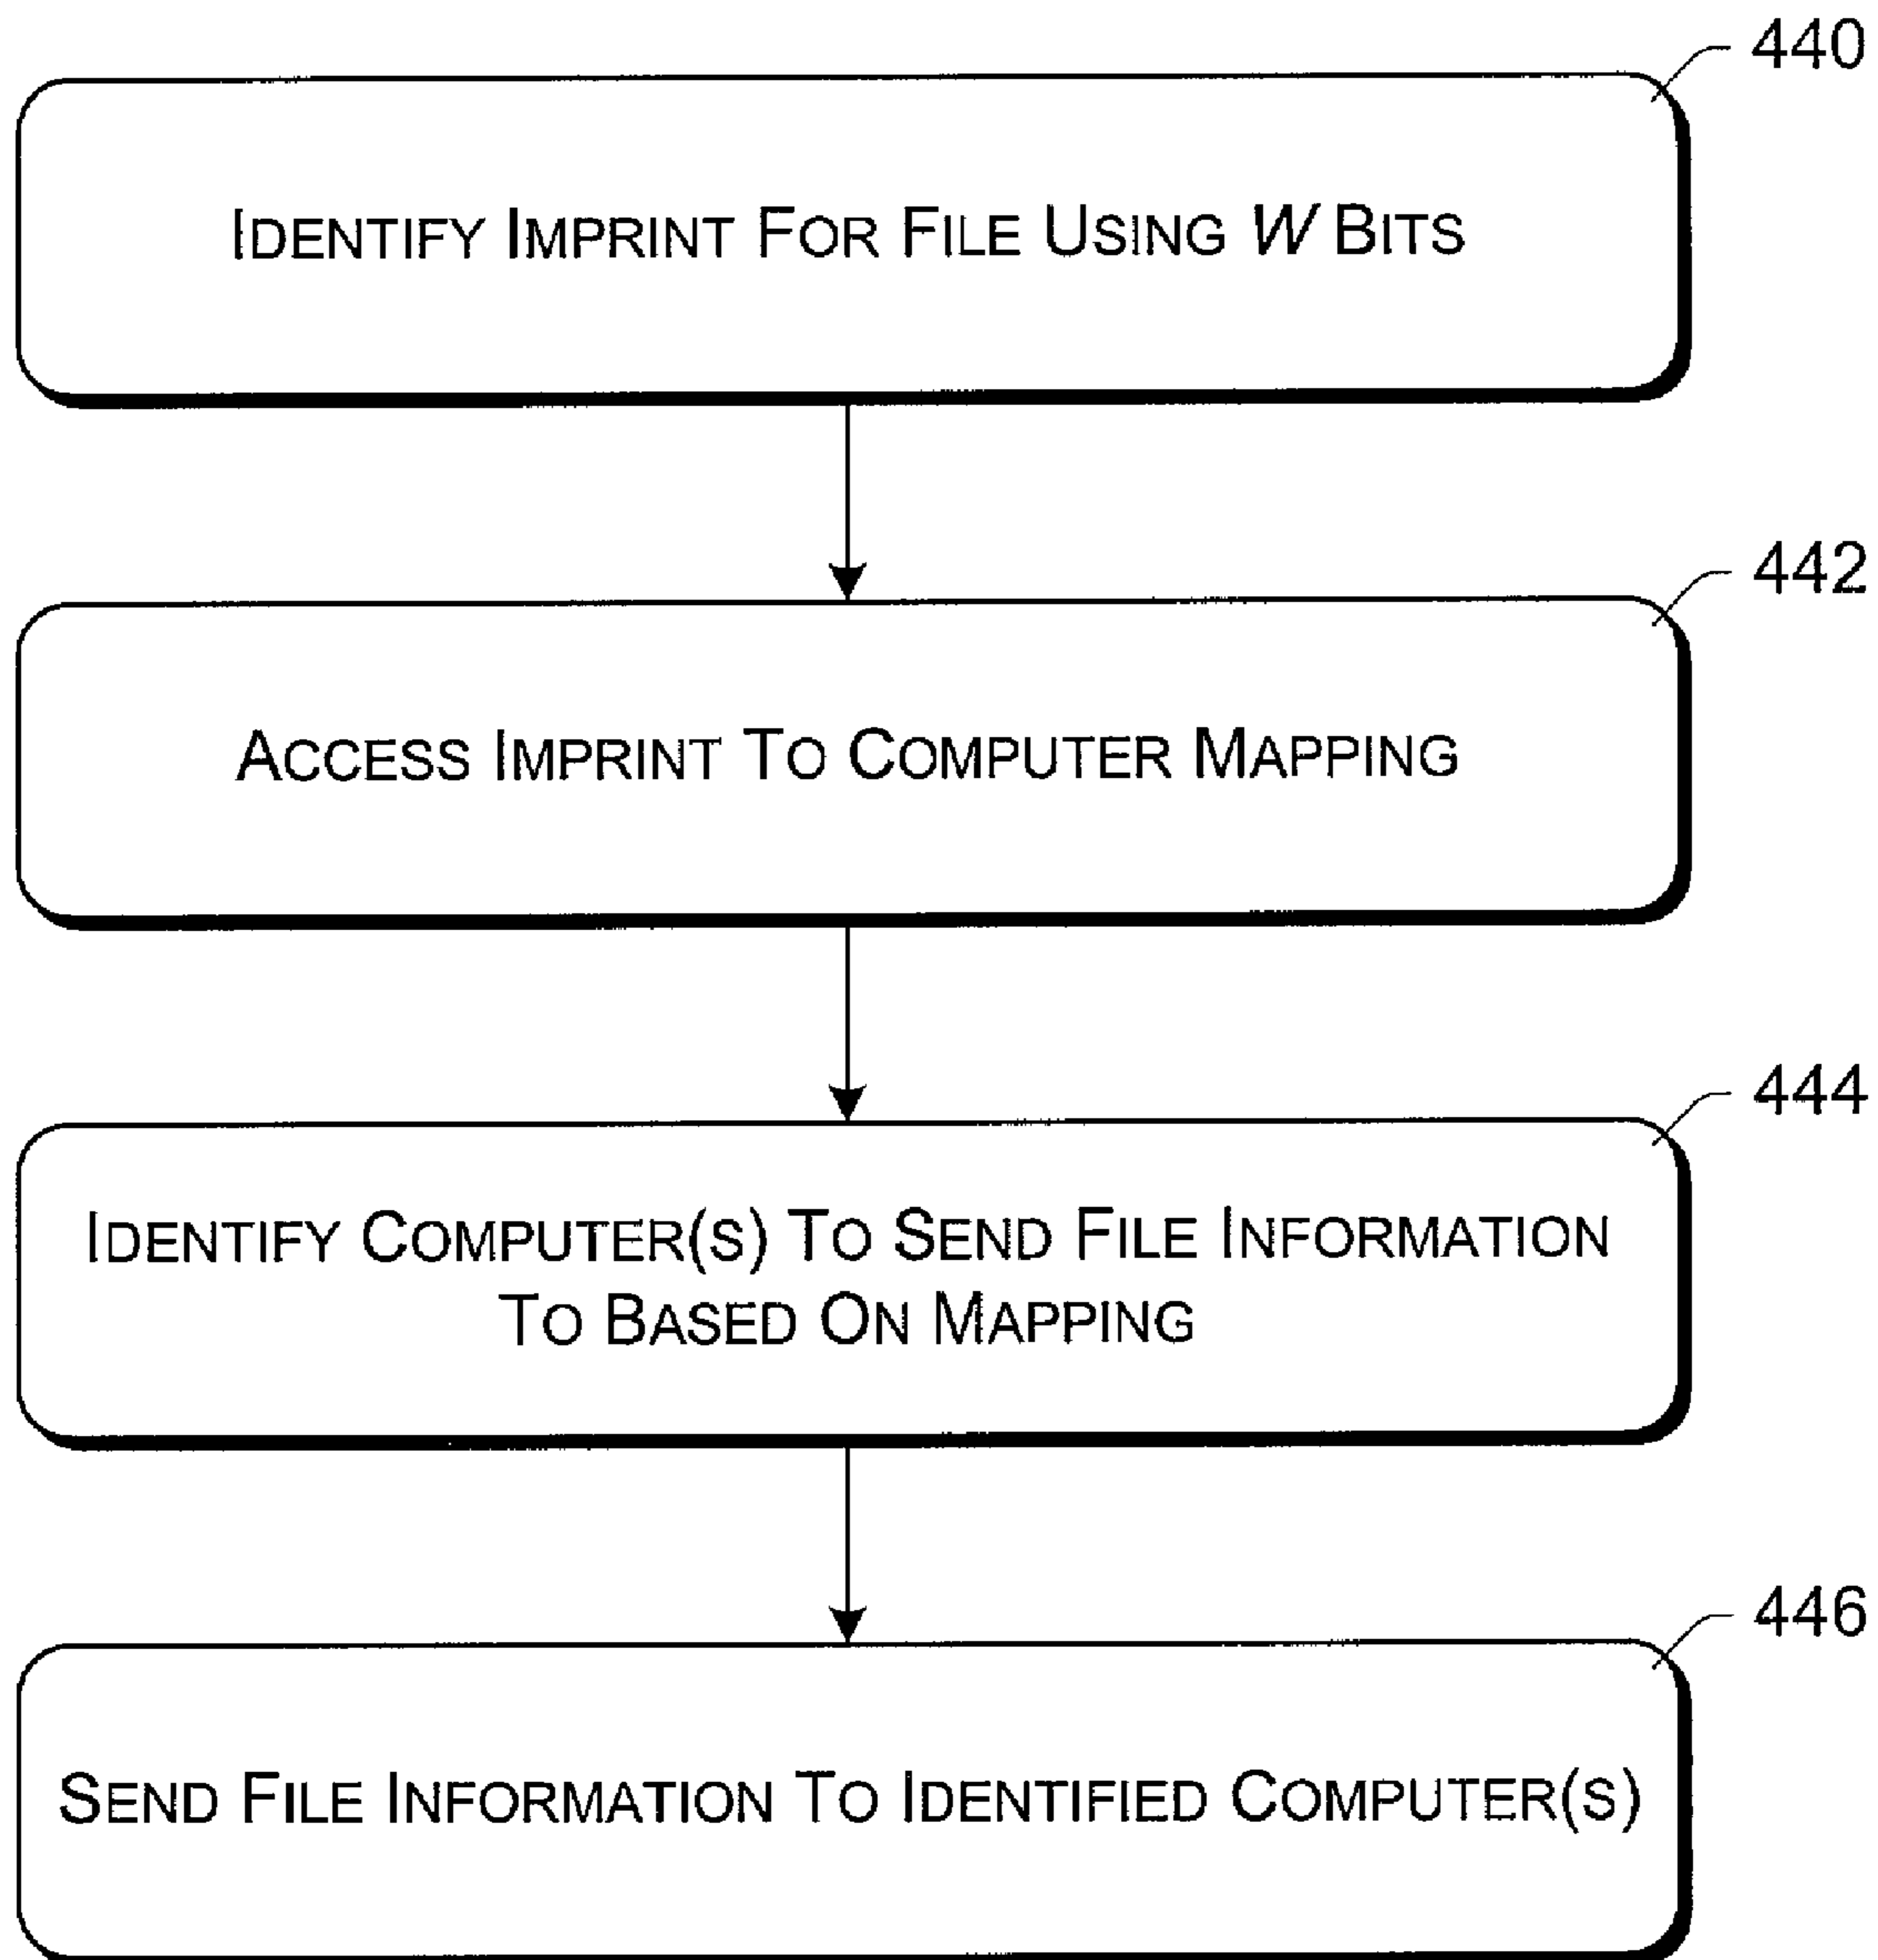 440
IDENTIFY IMPRINT FOR FILE USING W BITS
442
ACCESS IMPRINT TO COMPUTER MAPPING
444
IDENTIFY COMPUTER(S) TO SEND FILE INFORMATION
TO BASED ON MAPPING
446
SEND FILE INFORMATION TO IDENTIFIED COMPUTER(S)